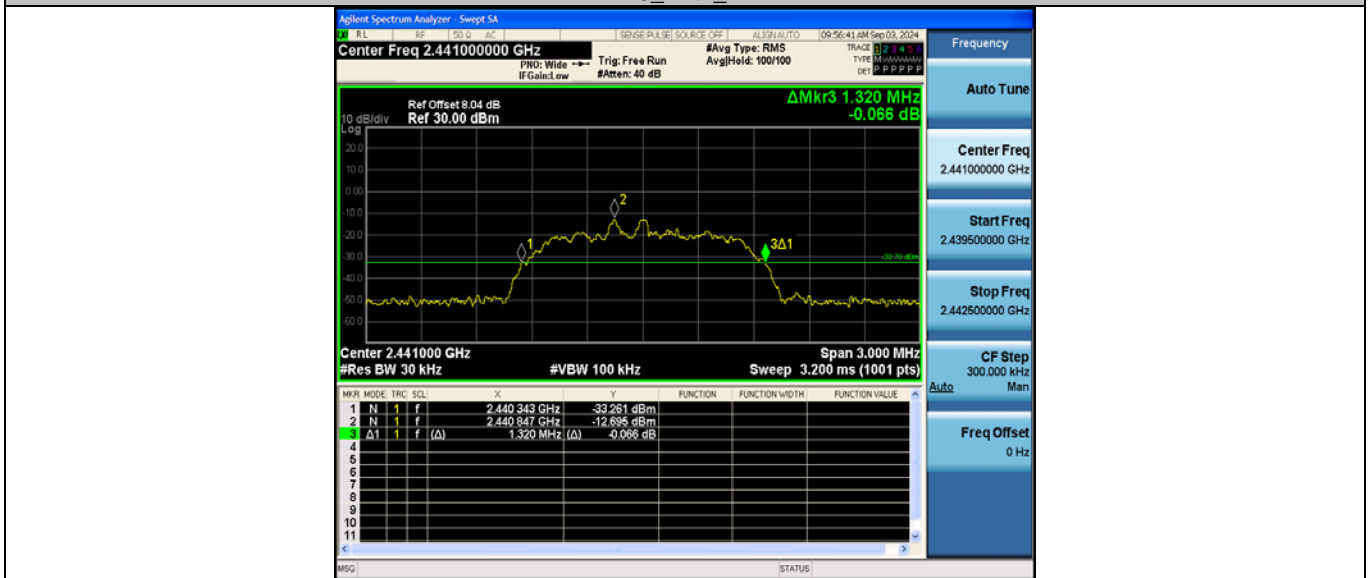 Agilent Spectrum Analyzer - Swept SA
RL RF 50 Ω AC SENSE:PULSE SOURCE OFF ALIGN AUTO 09:56:41 AM Sep 03, 2024
Center Freq 2.441000000 GHz
PNO: Wide
IFGain:Low
Trig: Free Run
#Atten: 40 dB
#Avg Type: RMS
Avg|Hold: 100/100
TRACE 1 2 3 4 5 6
TYPE MWWWWW
DET P P P P P P
Ref Offset 8.04 dB
10 dB/div Ref 30.00 dBm
Log
ΔMkr3 1.320 MHz
-0.066 dB
20.0
10.0
0.00
-10.0
-20.0
-30.0
-40.0
-50.0
-60.0
1
2
3Δ1
-32.70 dBm
Center 2.441000 GHz Span 3.000 MHz
#Res BW 30 kHz #VBW 100 kHz Sweep 3.200 ms (1001 pts)
MKR MODE TRC SCL X Y FUNCTION FUNCTION WIDTH FUNCTION VALUE
1 N 1 f 2.440 343 GHz -33.261 dBm
2 N 1 f 2.440 847 GHz -12.695 dBm
3 Δ1 1 f (Δ) 1.320 MHz (Δ) -0.066 dB
4
5
6
7
8
9
10
11
MSG STATUS
Frequency
Auto Tune
Center Freq
2.441000000 GHz
Start Freq
2.439500000 GHz
Stop Freq
2.442500000 GHz
CF Step
300.000 kHz
Auto Man
Freq Offset
0 Hz